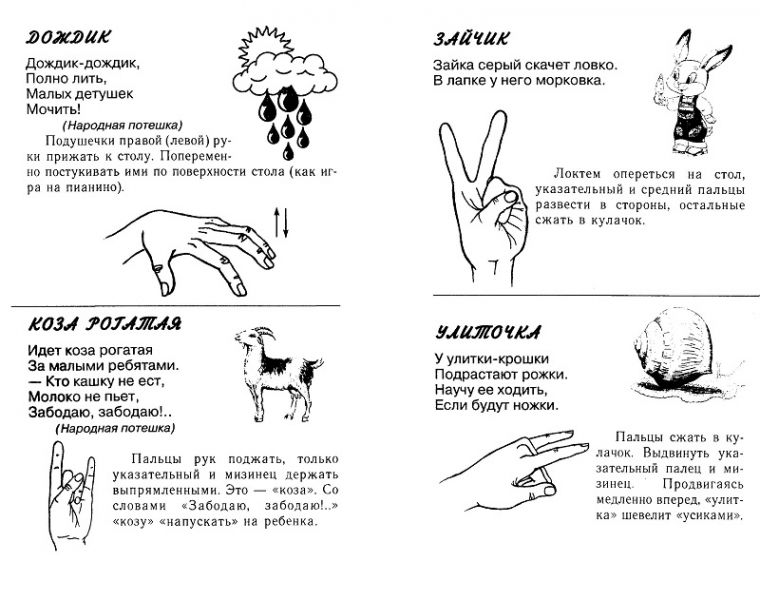 ДОЖДИК
Дождик-дождик,
Полно лить,
Малых детушек
Мочить!
(Народная потешка)
Подушечки правой (левой) ру-
ки прижать к столу. Поперемен-
но постукивать ими по поверхности стола (как иг-
ра на пианино).
КОЗА РОГАТАЯ
Идет коза рогатая
За малыми ребятами.
— Кто кашку не ест,
Молоко не пьет,
Забодаю, забодаю!..
(Народная потешка)
Пальцы рук поджать, только
указательный и мизинец держать
выпрямленными. Это — «коза». Со
словами «Забодаю, забодаю!..»
«козу» «напускать» на ребенка.
ЗАЙЧИК
Зайка серый скачет ловко.
В лапке у него морковка.
Локтем опереться на стол,
указательный и средний пальцы
развести в стороны, остальные
сжать в кулачок.
УЛИТОЧКА
У улитки-крошки
Подрастают рожки.
Научу ее ходить,
Если будут ножки.
Пальцы сжать в ку-
лачок. Выдвинуть ука-
зательный палец и ми-
зинец. Продвигаясь
медленно вперед, «улит-
ка» шевелит «усиками».